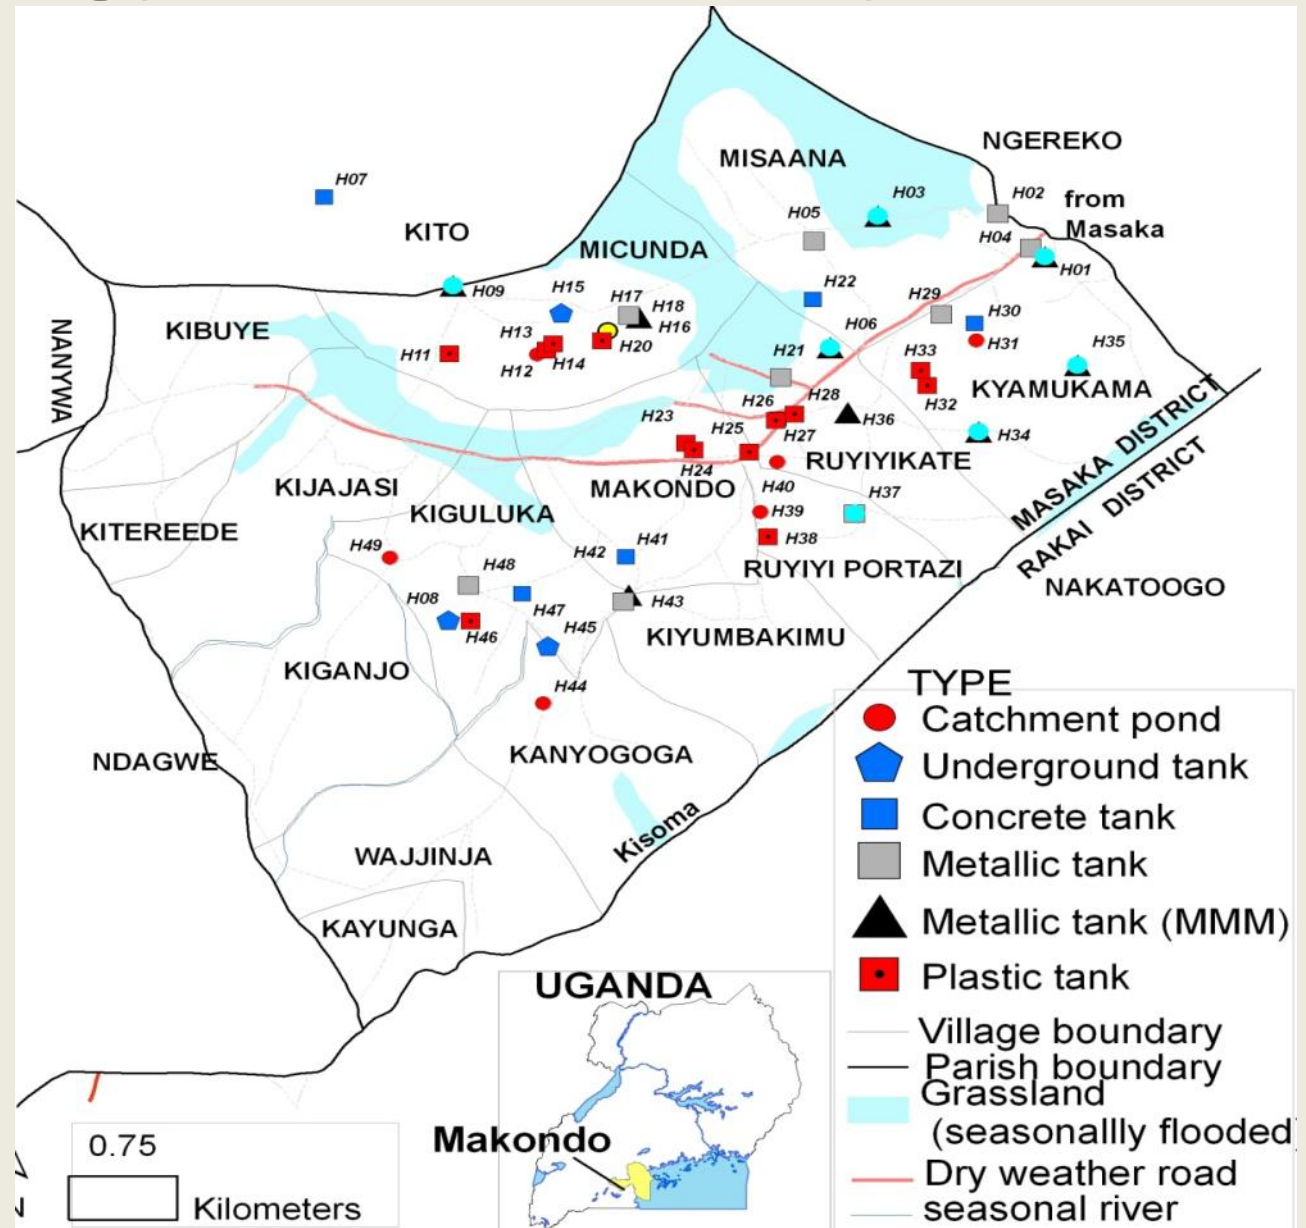 NGEREKO
MISAANA
H07
H03
H02
from
Masaka
H05
H04
KITO
MICUNDA
H01
H09
H15
H17
H18
H16
H22
H29
H30
NANYWA
KIBUYE
H13
H20
H06
H31
H35
H11
H12
H14
H21
H33
H32
KYAMUKAMA
H23
H26
H28
H36
H34
H25
H27
H24
RUYIYIKATE
MASAKA DISTRICT
RAKAI DISTRICT
KIJAJASI
MAKONDO
H40
H37
KITEREEDE
KIGULUKA
H39
H49
H42
H41
H38
H48
RUYIYI PORTAZI
NAKATOOGO
H08
H47
H43
H46
H45
KIYUMBAKIMU
KIGANJO
H44
NDAGWE
KANYOGOGA
Kisoma
WAJJINJA
KAYUNGA
TYPE
Catchment pond
Underground tank
Concrete tank
Metallic tank
Metallic tank (MMM)
Plastic tank
Village boundary
Parish boundary
Grassland
(seasonallly flooded)
Dry weather road
seasonal river
UGANDA
Makondo
0.75
Kilometers
N